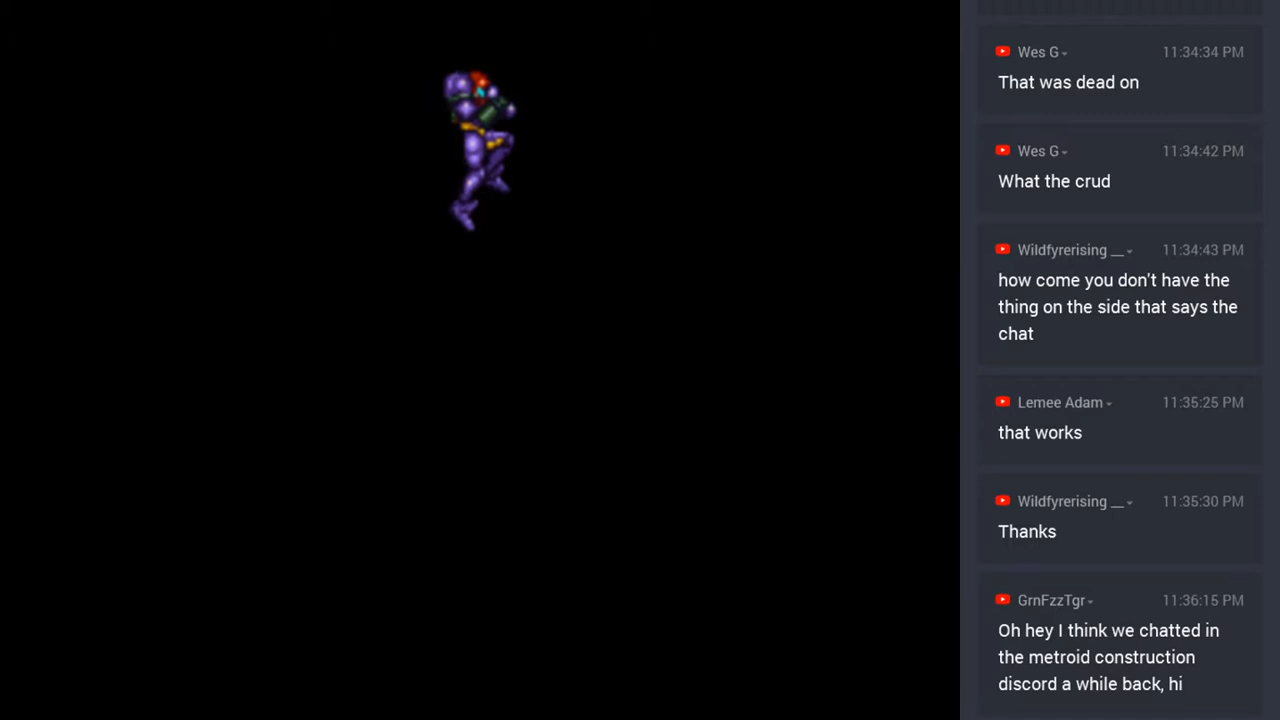 Wes G 11:34:34 PM
That was dead on
Wes G 11:34:42 PM
What the crud
Wildfyrerising __ 11:34:43 PM
how come you don't have the
thing on the side that says the
chat
Lemee Adam 11:35:25 PM
that works
Wildfyrerising __ 11:35:30 PM
Thanks
GrnFzzTgr 11:36:15 PM
Oh hey I think we chatted in
the metroid construction
discord a while back, hi